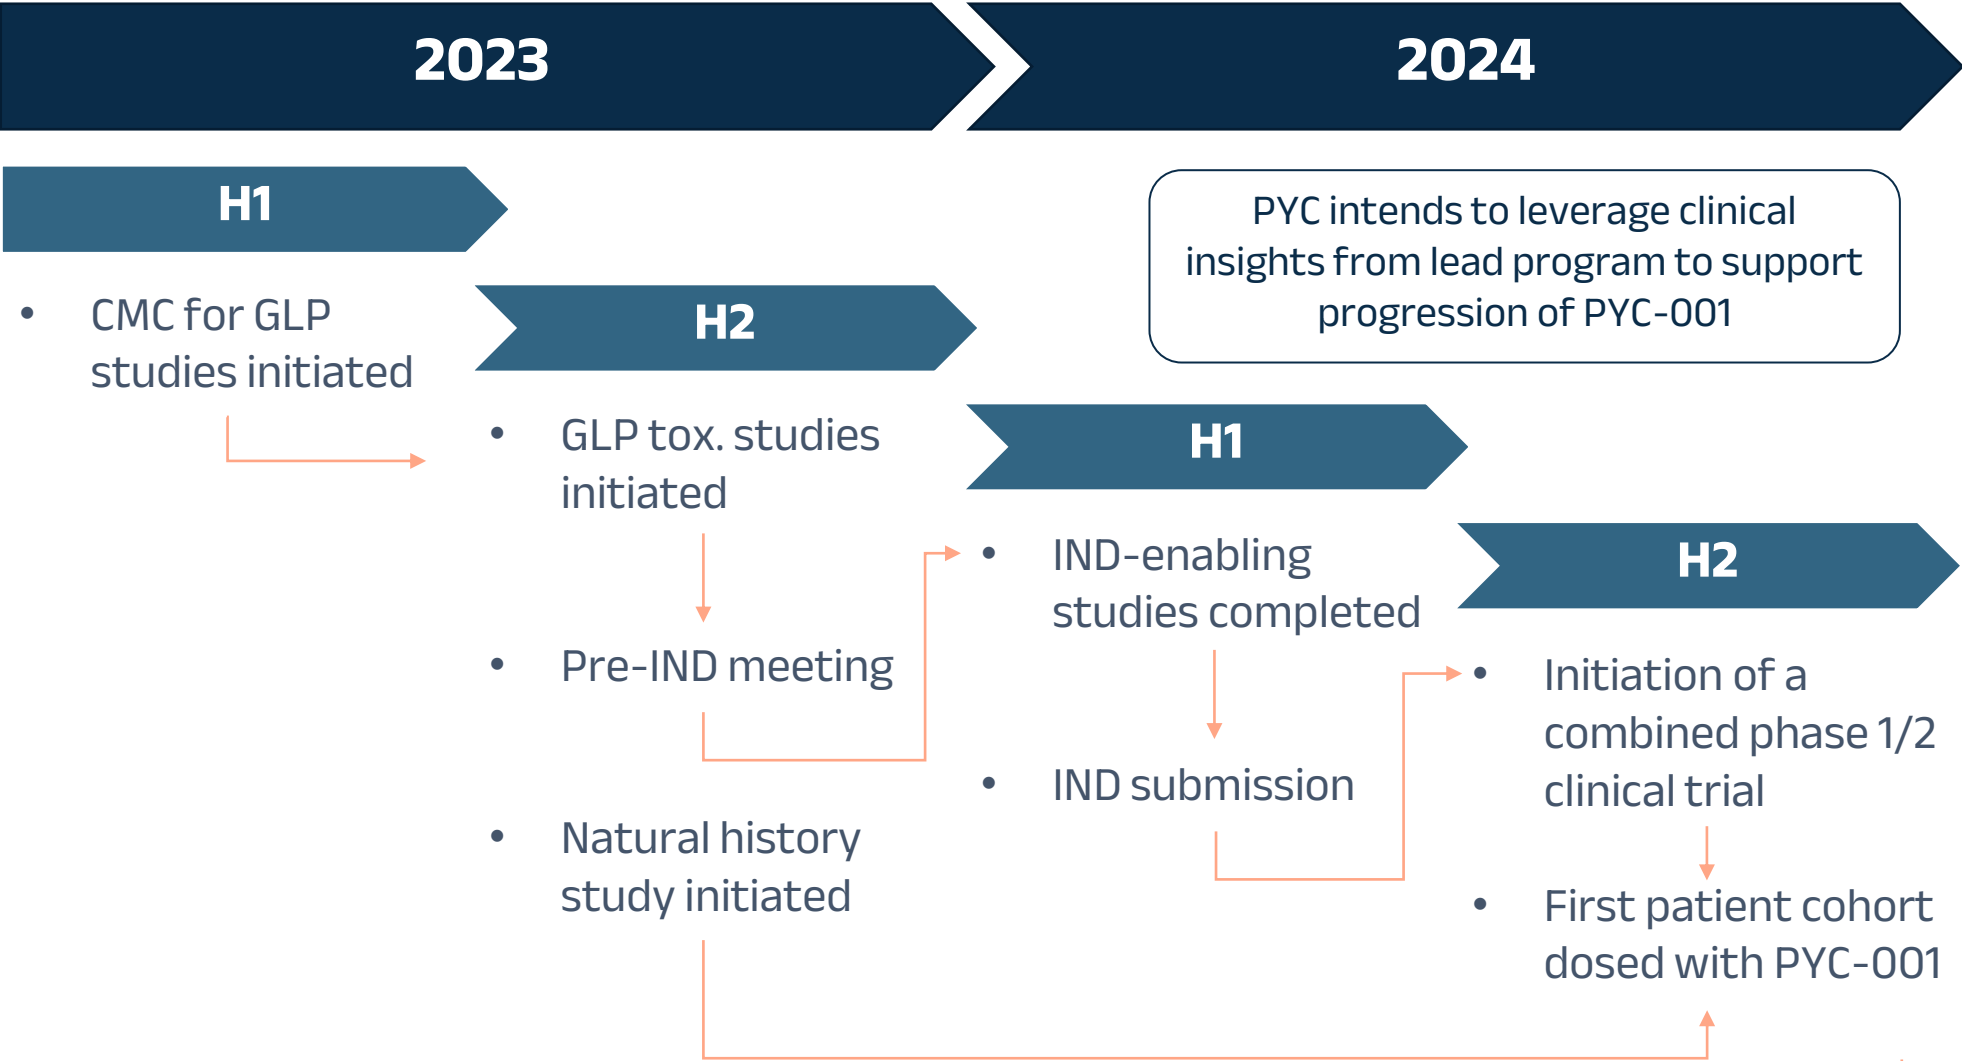 2023
2024
H1
• CMC for GLP
studies initiated
H2
• GLP tox. studies
initiated
• Pre-IND meeting
• Natural history
study initiated
PYC intends to leverage clinical
insights from lead program to support
progression of PYC-001
H1
• IND-enabling
studies completed
• IND submission
H2
• Initiation of a
combined phase 1/2
clinical trial
• First patient cohort
dosed with PYC-001